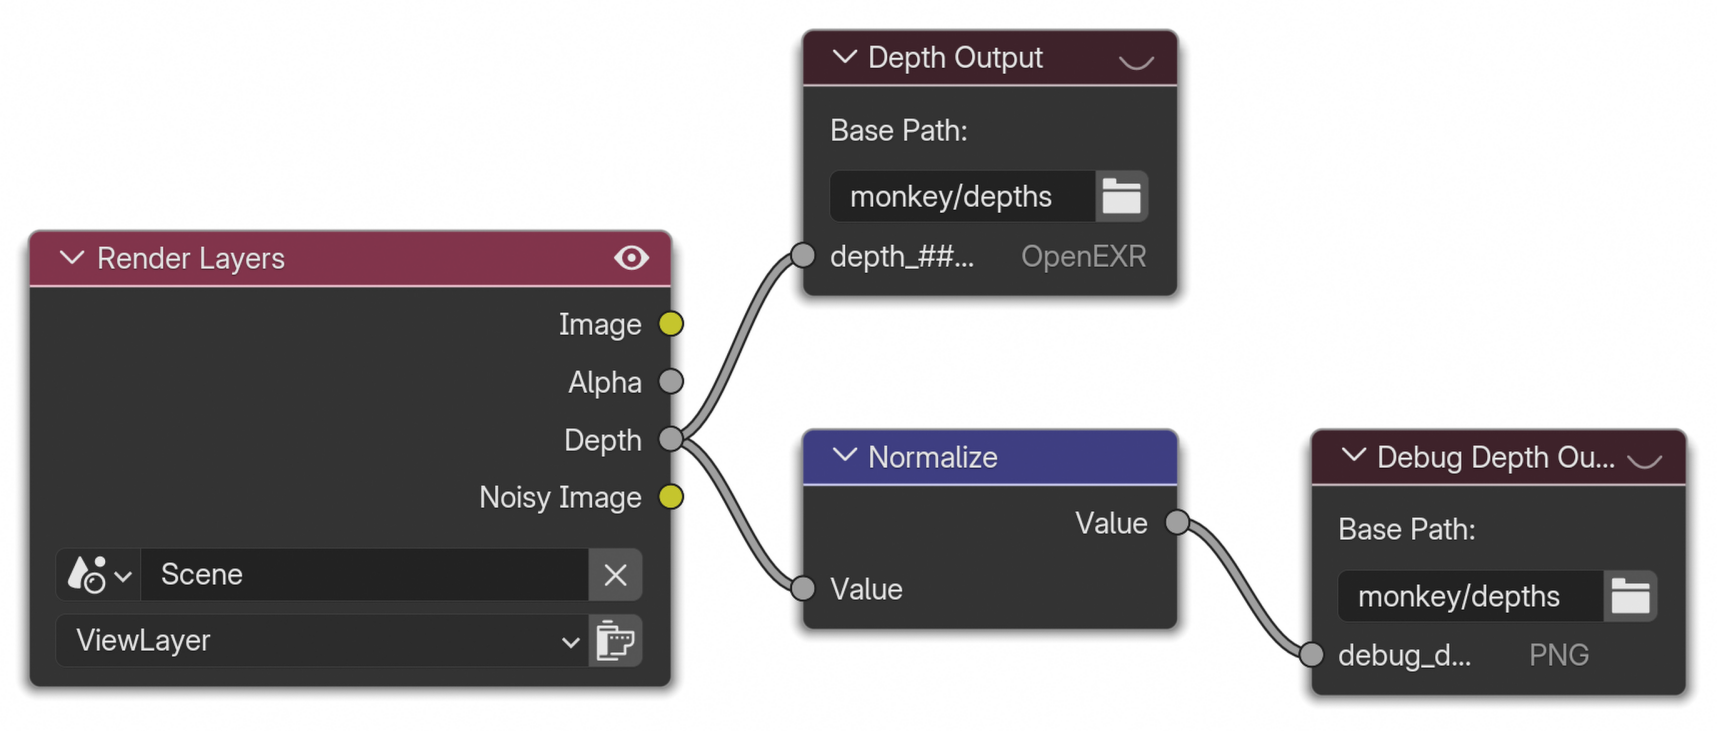 Render Layers
Image
Alpha
Depth
Noisy Image
Scene
ViewLayer
Depth Output
Base Path:
monkey/depths
depth_##... OpenEXR
Normalize
Value
Value
Debug Depth Ou...
Base Path:
monkey/depths
debug_d... PNG